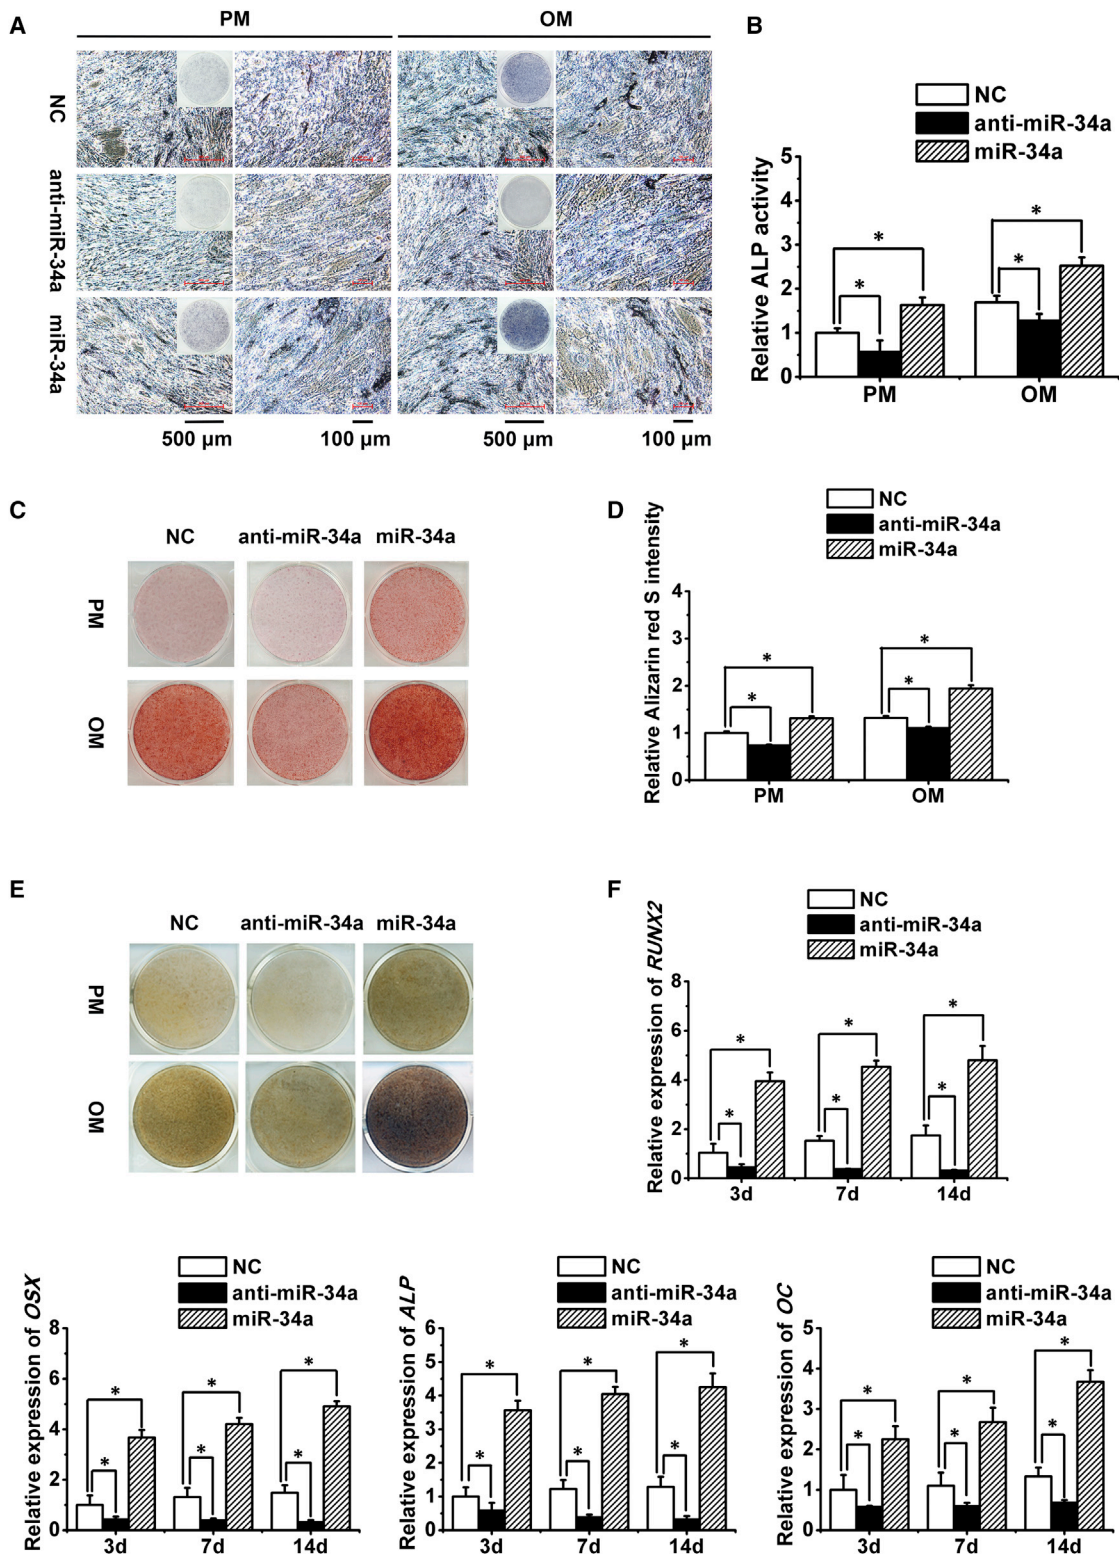 A
PM
OM
NC
anti-miR-34a
miR-34a
500 μm
100 μm
500 μm
100 μm
B
NC
anti-miR-34a
miR-34a
Relative ALP activity
5
4
3
2
1
0
*
*
*
*
PM
OM
C
NC
anti-miR-34a
miR-34a
PM
OM
D
NC
anti-miR-34a
miR-34a
Relative Alizarin red S intensity
4
3
2
1
0
*
*
*
*
PM
OM
E
NC
anti-miR-34a
miR-34a
PM
OM
F
NC
anti-miR-34a
miR-34a
Relative expression of RUNX2
8
6
4
2
0
*
*
*
*
*
*
3d
7d
14d
NC
anti-miR-34a
miR-34a
Relative expression of OSX
8
6
4
2
0
*
*
*
*
*
*
3d
7d
14d
NC
anti-miR-34a
miR-34a
Relative expression of ALP
6
5
4
3
2
1
0
*
*
*
*
*
*
3d
7d
14d
NC
anti-miR-34a
miR-34a
Relative expression of OC
5
4
3
2
1
0
*
*
*
*
*
*
3d
7d
14d